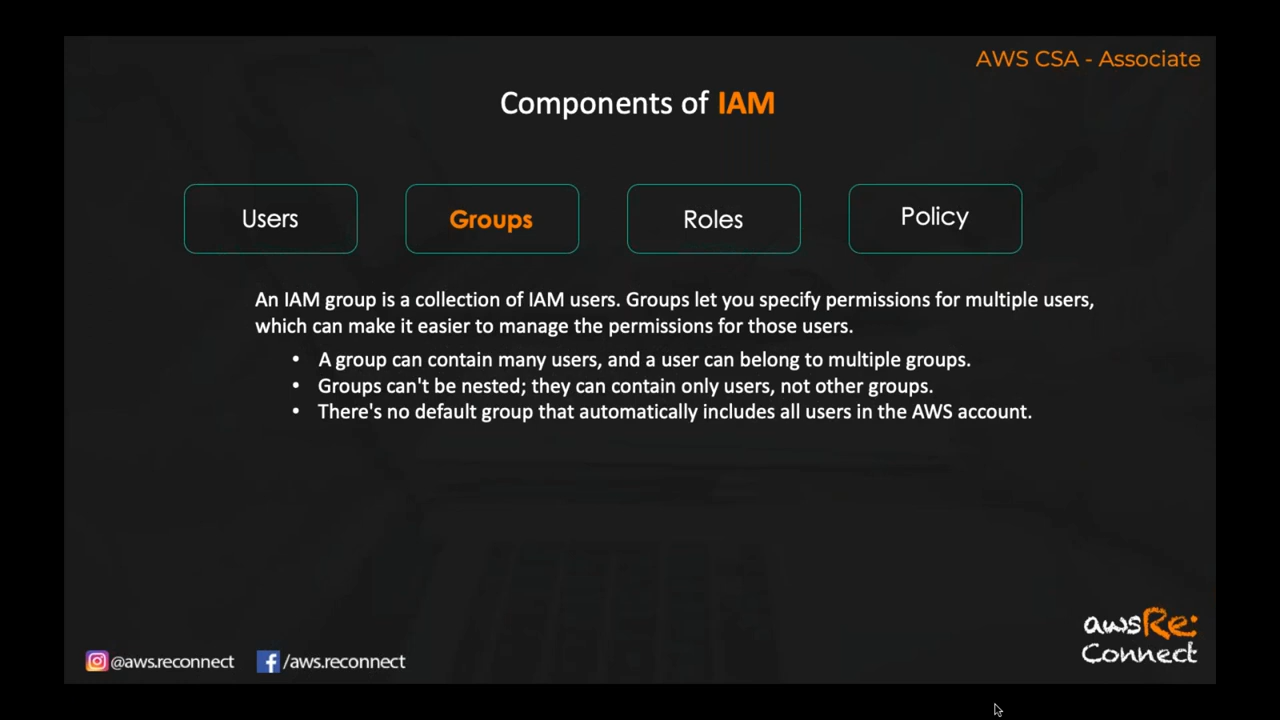 AWS CSA - Associate
Components of IAM
Users
Groups
Roles
Policy
An IAM group is a collection of IAM users. Groups let you specify permissions for multiple users,
which can make it easier to manage the permissions for those users.
• A group can contain many users, and a user can belong to multiple groups.
• Groups can't be nested; they can contain only users, not other groups.
• There's no default group that automatically includes all users in the AWS account.
awsRe:
Connect
@aws.reconnect
/aws.reconnect